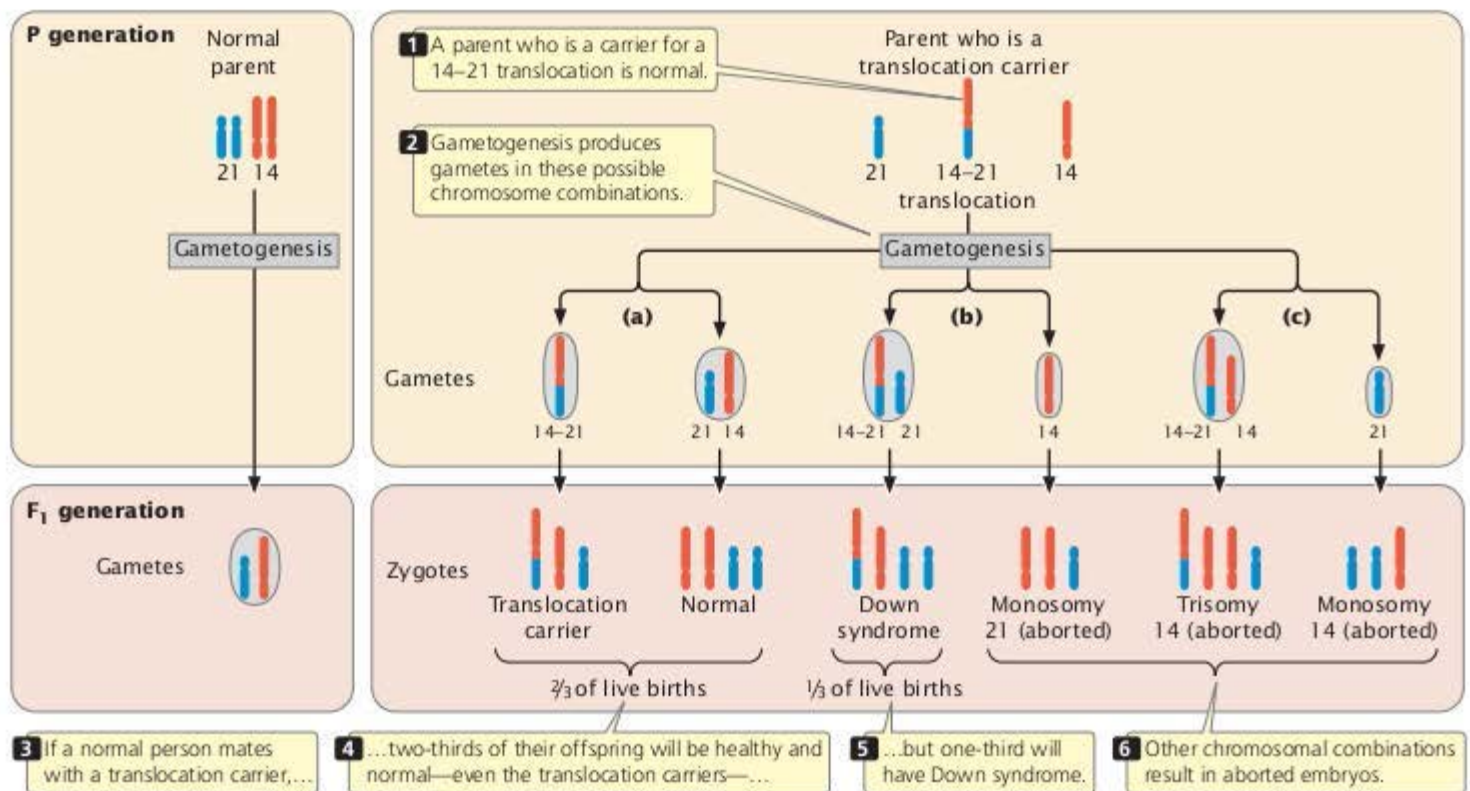 P generation
Normal
parent
21 14
Gametogenesis
1 A parent who is a carrier for a
14–21 translocation is normal.
Parent who is a
translocation carrier
2 Gametogenesis produces
gametes in these possible
chromosome combinations.
21 14–21 14
translocation
Gametogenesis
(a) (b) (c)
Gametes
14–21 21 14 14–21 21 14 14–21 14 21
F1 generation
Gametes
Zygotes
Translocation
carrier
Normal
Down
syndrome
Monosomy
21 (aborted)
Trisomy
14 (aborted)
Monosomy
14 (aborted)
⅔ of live births
⅓ of live births
3 If a normal person mates
with a translocation carrier,…
4 …two-thirds of their offspring will be healthy and
normal—even the translocation carriers—…
5 …but one-third will
have Down syndrome.
6 Other chromosomal combinations
result in aborted embryos.